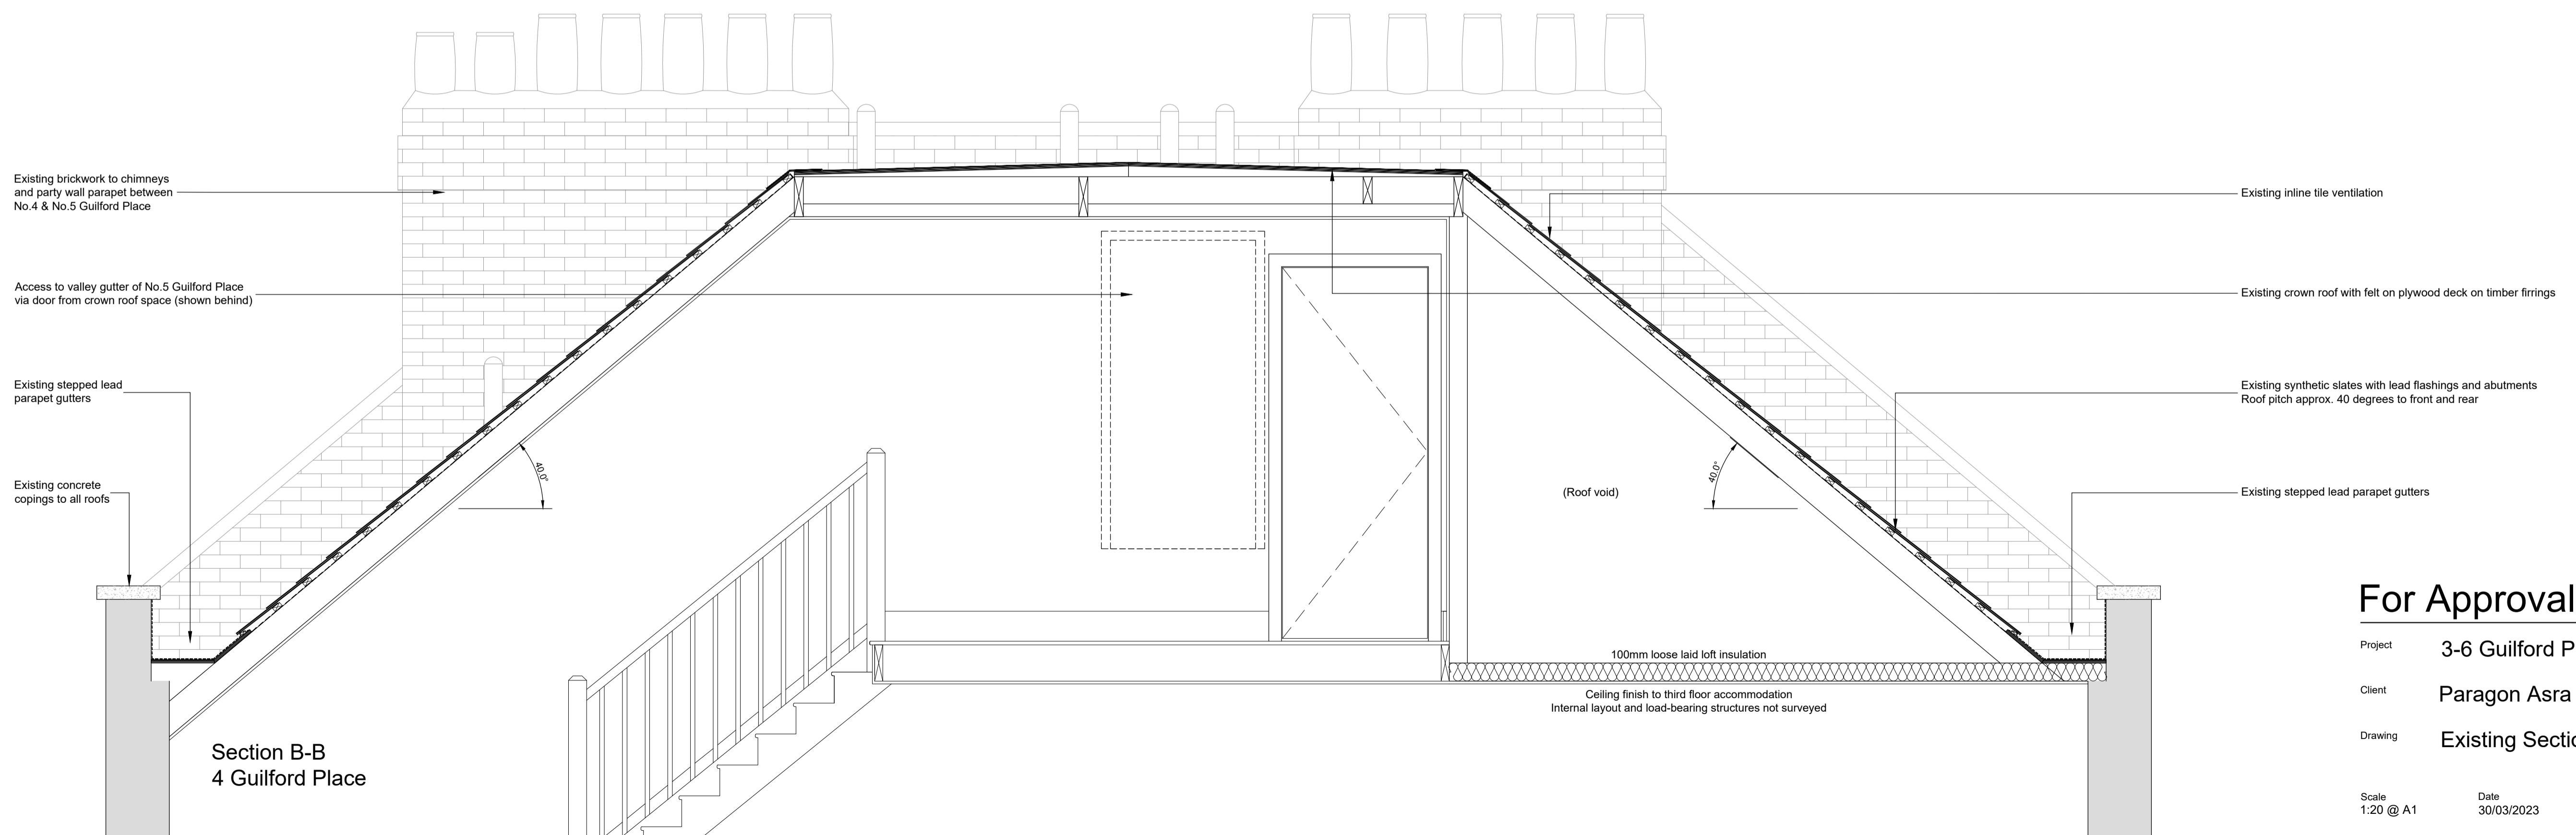 Existing brickwork to chimneys
and party wall parapet between
No.4 & No.5 Guilford Place
Access to valley gutter of No.5 Guilford Place
via door from crown roof space (shown behind)
Existing stepped lead
parapet gutters
Existing concrete
copings to all roofs
40.0°
(Roof void)
40.0°
100mm loose laid loft insulation
Ceiling finish to third floor accommodation
Internal layout and load-bearing structures not surveyed
Section B-B
4 Guilford Place
Existing inline tile ventilation
Existing crown roof with felt on plywood deck on timber firrings
Existing synthetic slates with lead flashings and abutments
Roof pitch approx. 40 degrees to front and rear
Existing stepped lead parapet gutters
For Approval
Project 3-6 Guilford P
Client Paragon Asra
Drawing Existing Sectio
Scale Date
1:20 @ A1 30/03/2023